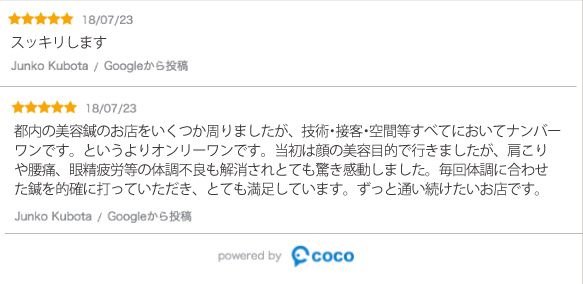 ★★★★★ 18/07/23
スッキリします
Junko Kubota / Googleから投稿
★★★★★ 18/07/23
都内の美容鍼のお店をいくつか周りましたが、技術・接客・空間等すべてにおいてナンバー
ワンです。というよりオンリーワンです。当初は顔の美容目的で行きましたが、肩こり
や腰痛、眼精疲労等の体調不良も解消されとても驚き感動しました。毎回体調に合わせ
た鍼を的確に打っていただき、とても満足しています。ずっと通い続けたいお店です。
Junko Kubota / Googleから投稿
powered by coco